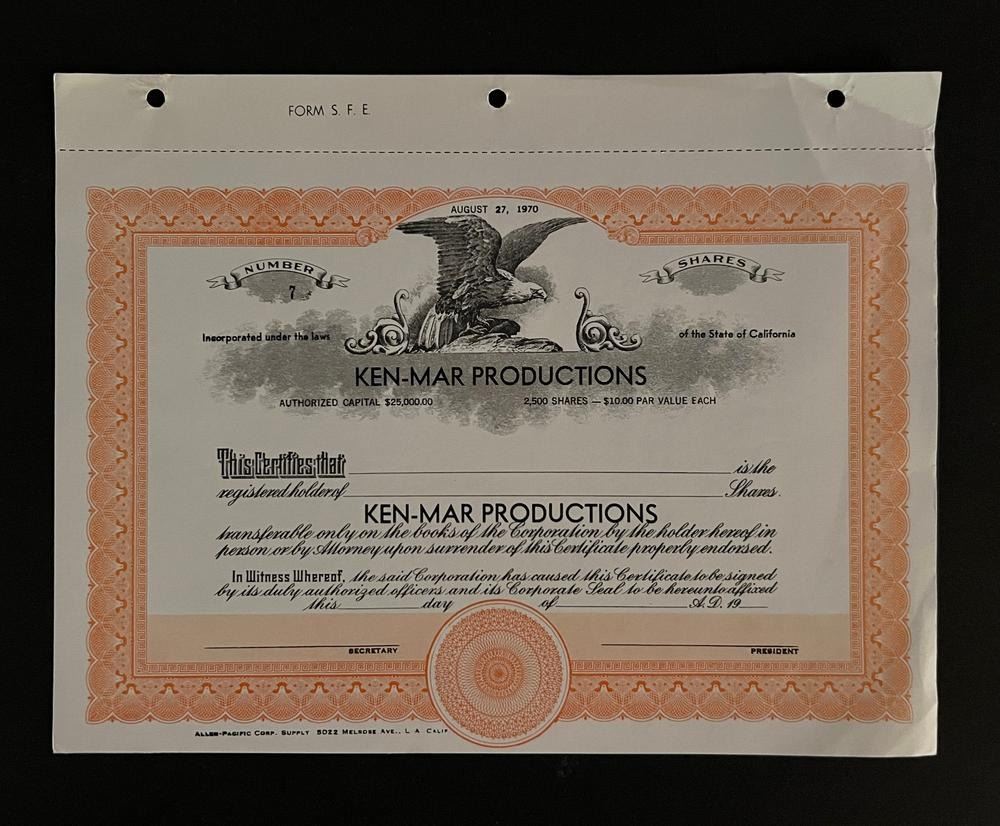 FORM S. F. E.
AUGUST 27, 1970
NUMBER
7
SHARES
Incorporated under the laws
of the State of California
KEN-MAR PRODUCTIONS
AUTHORIZED CAPITAL $25,000.00 2,500 SHARES — $10.00 PAR VALUE EACH
This Certifies that is the
registered holder of Shares.
KEN-MAR PRODUCTIONS
transferable only on the books of the Corporation by the holder hereof in
person or by Attorney upon surrender of this Certificate properly endorsed.
In Witness Whereof, the said Corporation has caused this Certificate to be signed
by its duly authorized officers and its Corporate Seal to be hereunto affixed
this day of A.D. 19
SECRETARY PRESIDENT
ALLER-PACIFIC CORP. SUPPLY 5022 MELROSE AVE., L A CALIF